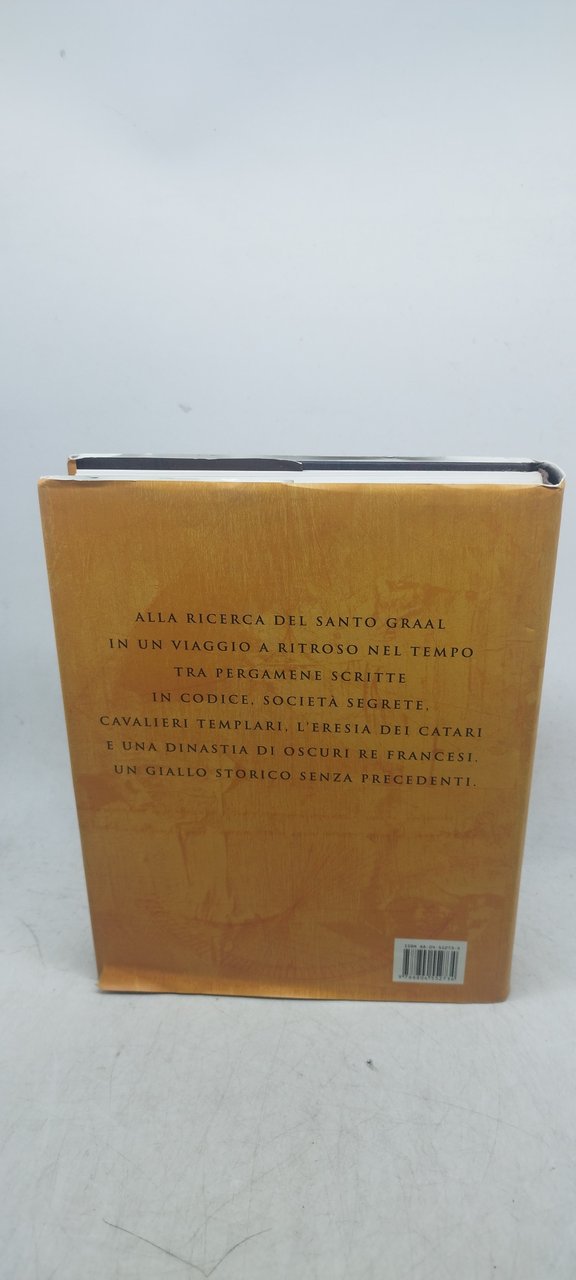 ALLA RICERCA DEL SANTO GRAAL
IN UN VIAGGIO A RITROSO NEL TEMPO
TRA PERGAMENE SCRITTE
IN CODICE, SOCIETÀ SEGRETE,
CAVALIERI TEMPLARI, L'ERESIA DEI CATARI
E UNA DINASTIA DI OSCURI RE FRANCESI.
UN GIALLO STORICO SENZA PRECEDENTI.
ISBN